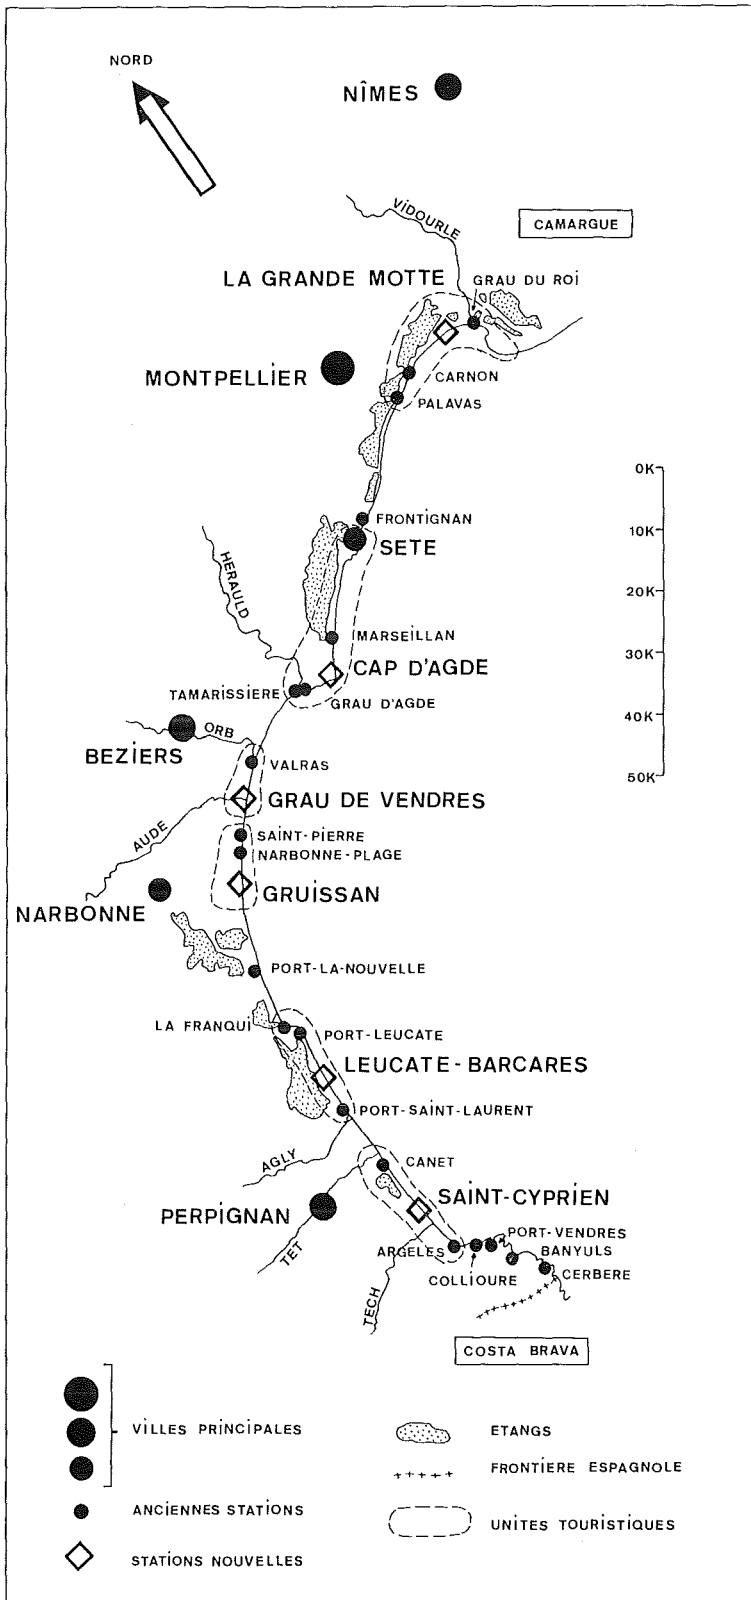 NORD
NÎMES
VIDOURLE
CAMARGUE
LA GRANDE MOTTE
GRAU DU ROI
MONTPELLIER
CARNON
PALAVAS
0K
FRONTIGNAN
10K
SETE
HERAULD
20K
MARSEILLAN
30K
CAP D'AGDE
TAMARISSIERE
GRAU D'AGDE
40K
ORB
BEZIERS
VALRAS
50K
GRAU DE VENDRES
AUDE
SAINT-PIERRE
NARBONNE-PLAGE
GRUISSAN
NARBONNE
PORT-LA-NOUVELLE
LA FRANQUI
PORT-LEUCATE
LEUCATE-BARCARES
PORT-SAINT-LAURENT
AGLY
CANET
SAINT-CYPRIEN
PERPIGNAN
TET
ARGELES
PORT-VENDRES
BANYULS
COLLIOURE
CERBERE
TECH
COSTA BRAVA
VILLES PRINCIPALES
ETANGS
FRONTIERE ESPAGNOLE
ANCIENNES STATIONS
UNITES TOURISTIQUES
STATIONS NOUVELLES